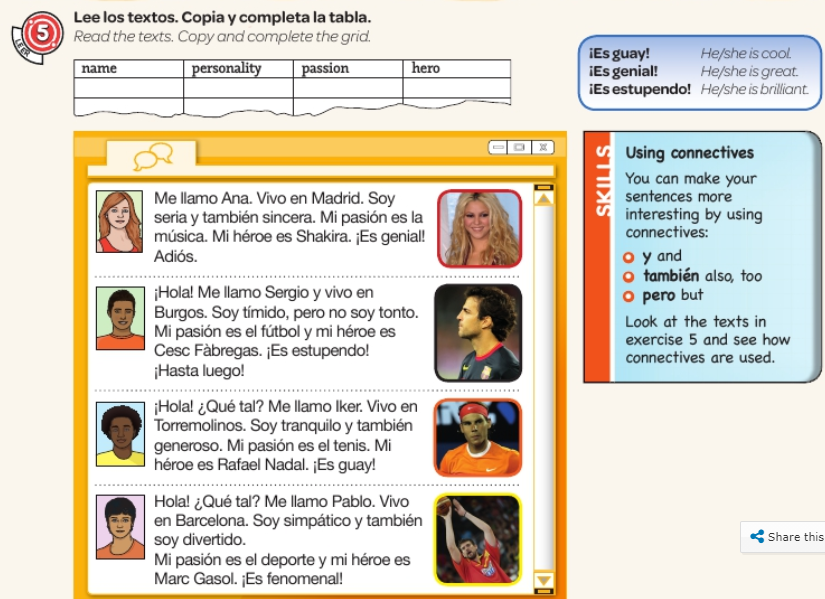 5
LEER
Lee los textos. Copia y completa la tabla.
Read the texts. Copy and complete the grid.
name personality passion hero
¡Es guay! He/she is cool.
¡Es genial! He/she is great.
¡Es estupendo! He/she is brilliant.
Me llamo Ana. Vivo en Madrid. Soy
seria y también sincera. Mi pasión es la
música. Mi héroe es Shakira. ¡Es genial!
Adiós.
¡Hola! Me llamo Sergio y vivo en
Burgos. Soy tímido, pero no soy tonto.
Mi pasión es el fútbol y mi héroe es
Cesc Fàbregas. ¡Es estupendo!
¡Hasta luego!
¡Hola! ¿Qué tal? Me llamo Iker. Vivo en
Torremolinos. Soy tranquilo y también
generoso. Mi pasión es el tenis. Mi
héroe es Rafael Nadal. ¡Es guay!
Hola! ¿Qué tal? Me llamo Pablo. Vivo
en Barcelona. Soy simpático y también
soy divertido.
Mi pasión es el deporte y mi héroe es
Marc Gasol. ¡Es fenomenal!
SKILLS
Using connectives
You can make your
sentences more
interesting by using
connectives:
y and
también also, too
pero but
Look at the texts in
exercise 5 and see how
connectives are used.
Share this